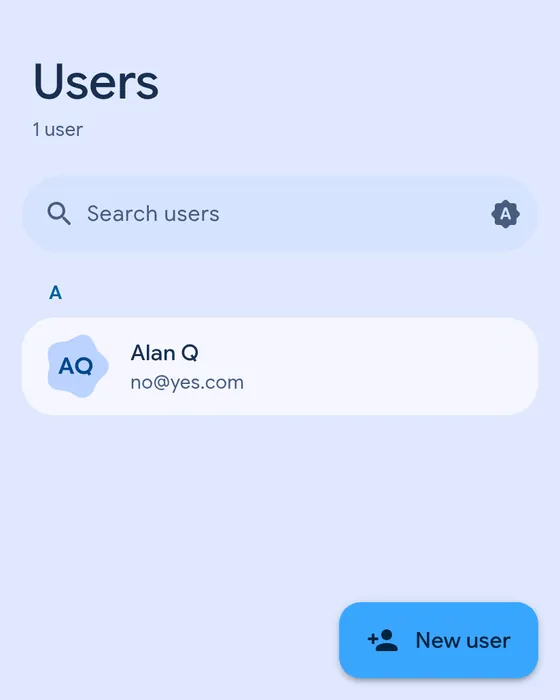 Users
1 user
Search users
A
A
AQ
Alan Q
no@yes.com
New user